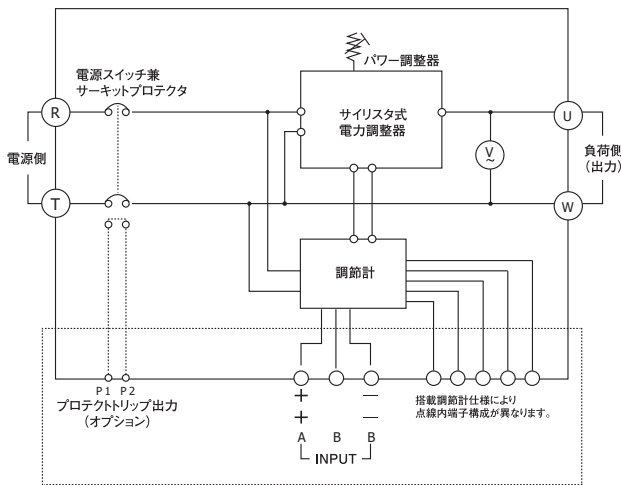 パワー調整器
電源スイッチ兼
サーキットプロテクタ
R
サイリスタ式
電力調整器
U
電源側
V
~
負荷側
(出力)
T
W
調節計
P1 P2
プロテクトトリップ出力
(オプション)
+ —
+ —
A B B
INPUT
搭載調節計仕様により
点線内端子構成が異なります。